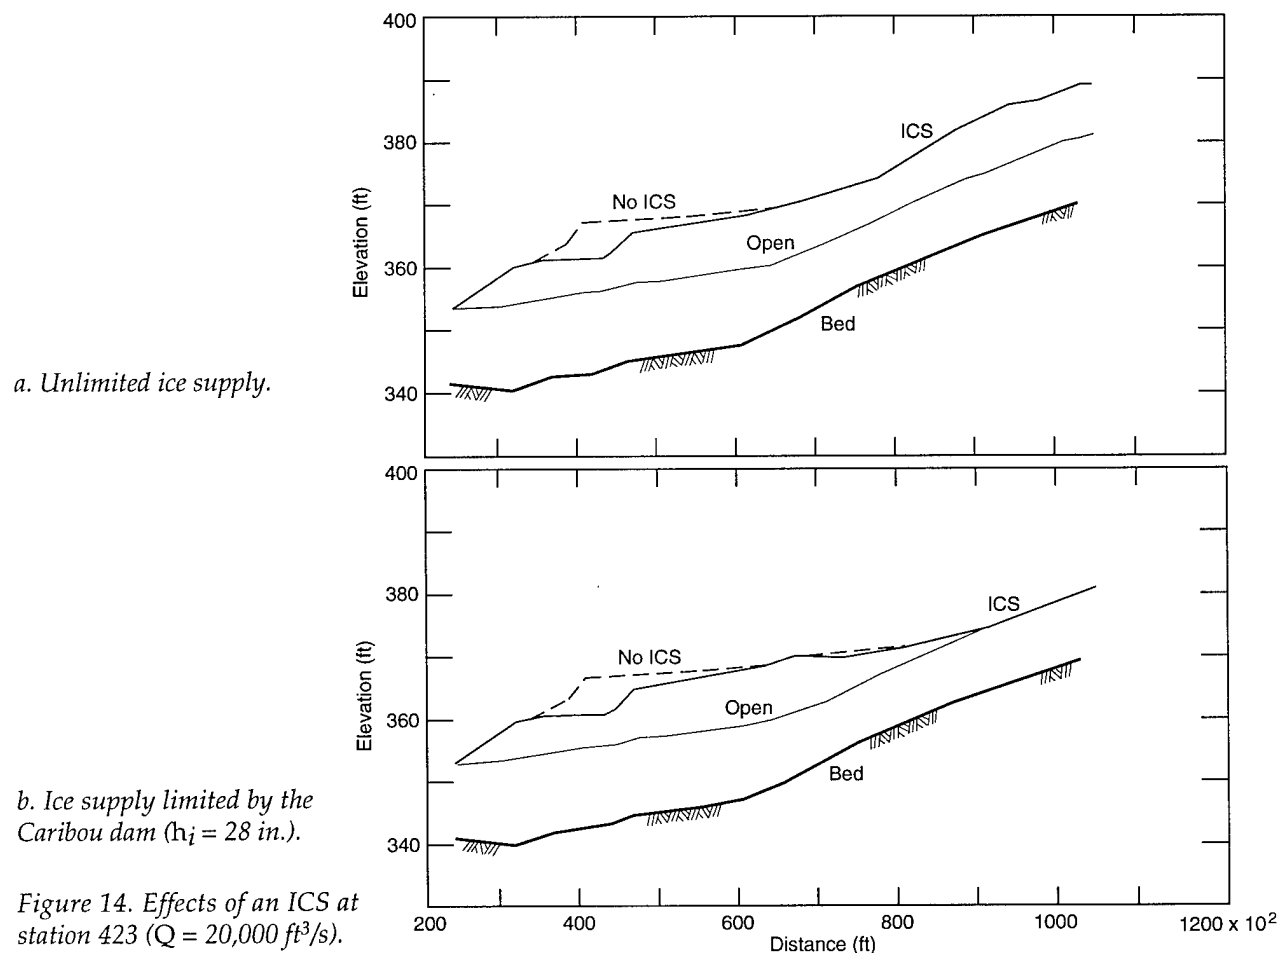 400
380
360
340
Elevation (ft)
No ICS
ICS
Open
Bed
a. Unlimited ice supply.
400
380
360
340
Elevation (ft)
No ICS
ICS
Open
Bed
200 400 600 800 1000 1200 x 10²
Distance (ft)
b. Ice supply limited by the
Caribou dam (hi = 28 in.).
Figure 14. Effects of an ICS at
station 423 (Q = 20,000 ft³/s).